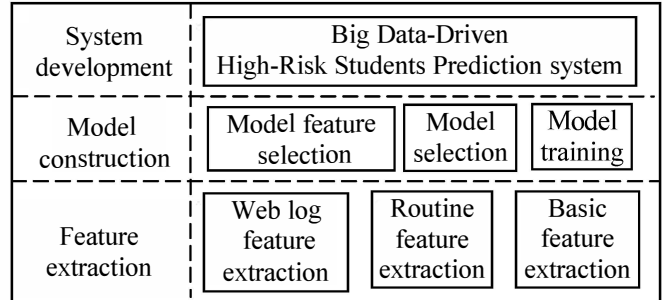 System
development
Big Data-Driven
High-Risk Students Prediction system
Model
construction
Model feature
selection
Model
selection
Model
training
Feature
extraction
Web log
feature
extraction
Routine
feature
extraction
Basic
feature
extraction